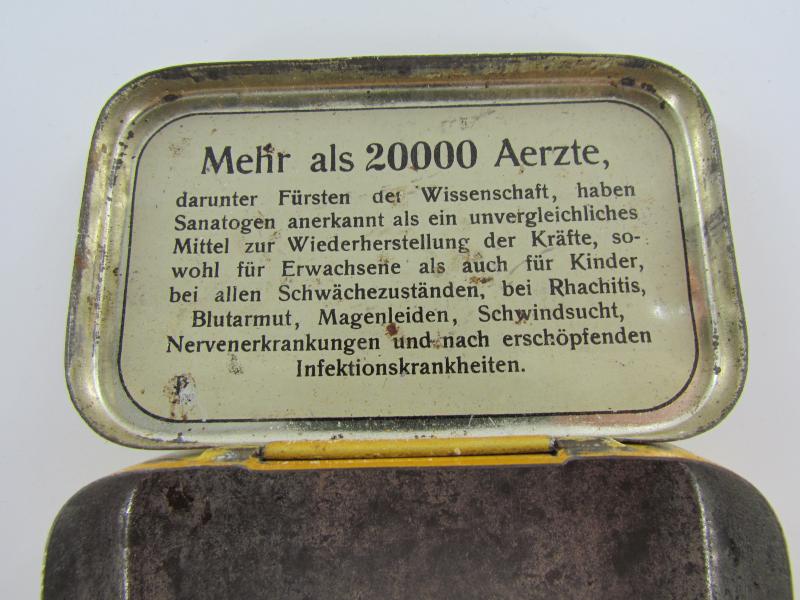 Mehr als 20000 Aerzte,
darunter Fürsten der Wissenschaft, haben
Sanatogen anerkannt als ein unvergleichliches
Mittel zur Wiederherstellung der Kräfte, so-
wohl für Erwachsene als auch für Kinder,
bei allen Schwächezuständen, bei Rhachitis,
Blutarmut, Magenleiden, Schwindsucht,
Nervenerkrankungen und nach erschöpfenden
Infektionskrankheiten.